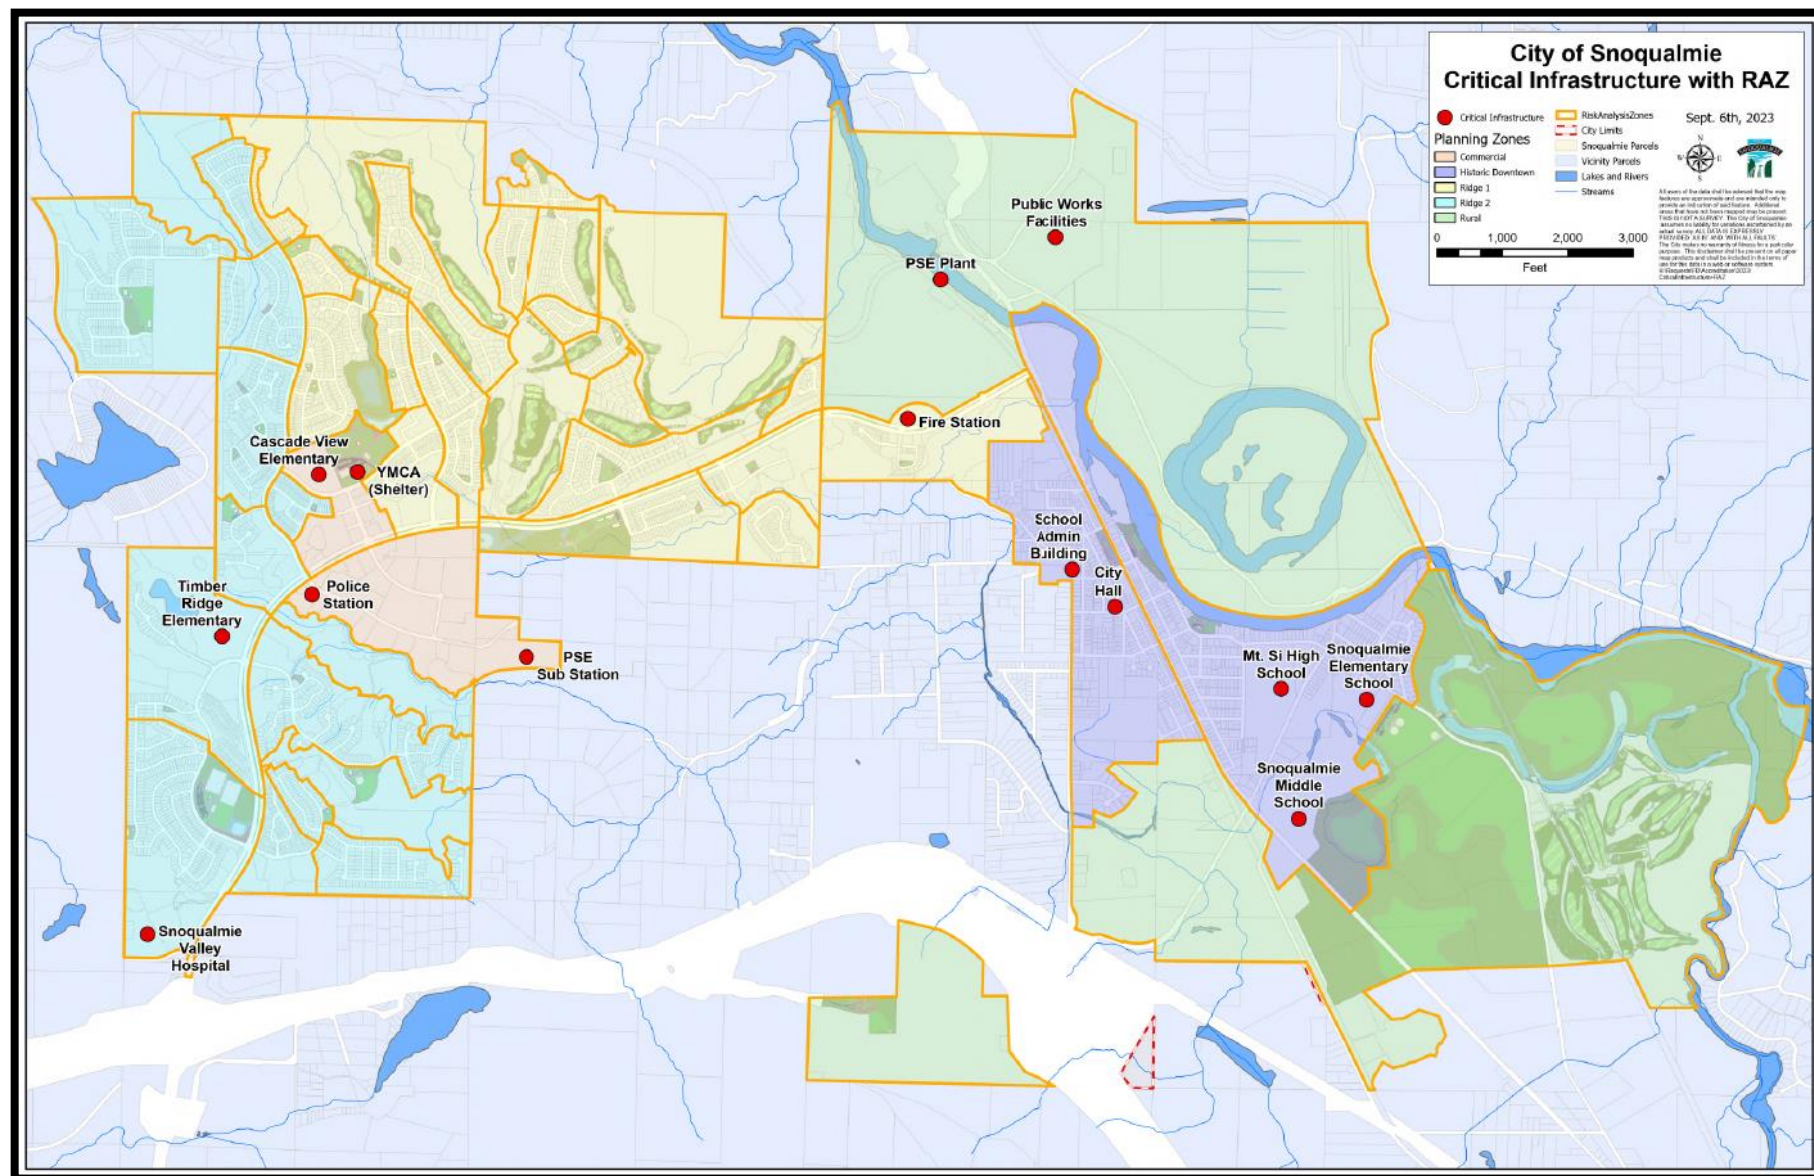 City of Snoqualmie
Critical Infrastructure with RAZ
Critical Infrastructure
Planning Zones
Commercial
Historic Downtown
Ridge 1
Ridge 2
Rural
RiskAnalysisZones
City Limits
Snoqualmie Parcels
Vicinity Parcels
Lakes and Rivers
Streams
Sept. 6th, 2023
N
W
E
S
0 1,000 2,000 3,000
Feet
Public Works
Facilities
PSE Plant
Fire Station
Cascade View
Elementary
YMCA
(Shelter)
School
Admin
Building
City
Hall
Timber
Ridge
Elementary
Police
Station
PSE
Sub Station
Mt. Si High
School
Snoqualmie
Elementary
School
Snoqualmie
Middle
School
Snoqualmie
Valley
Hospital